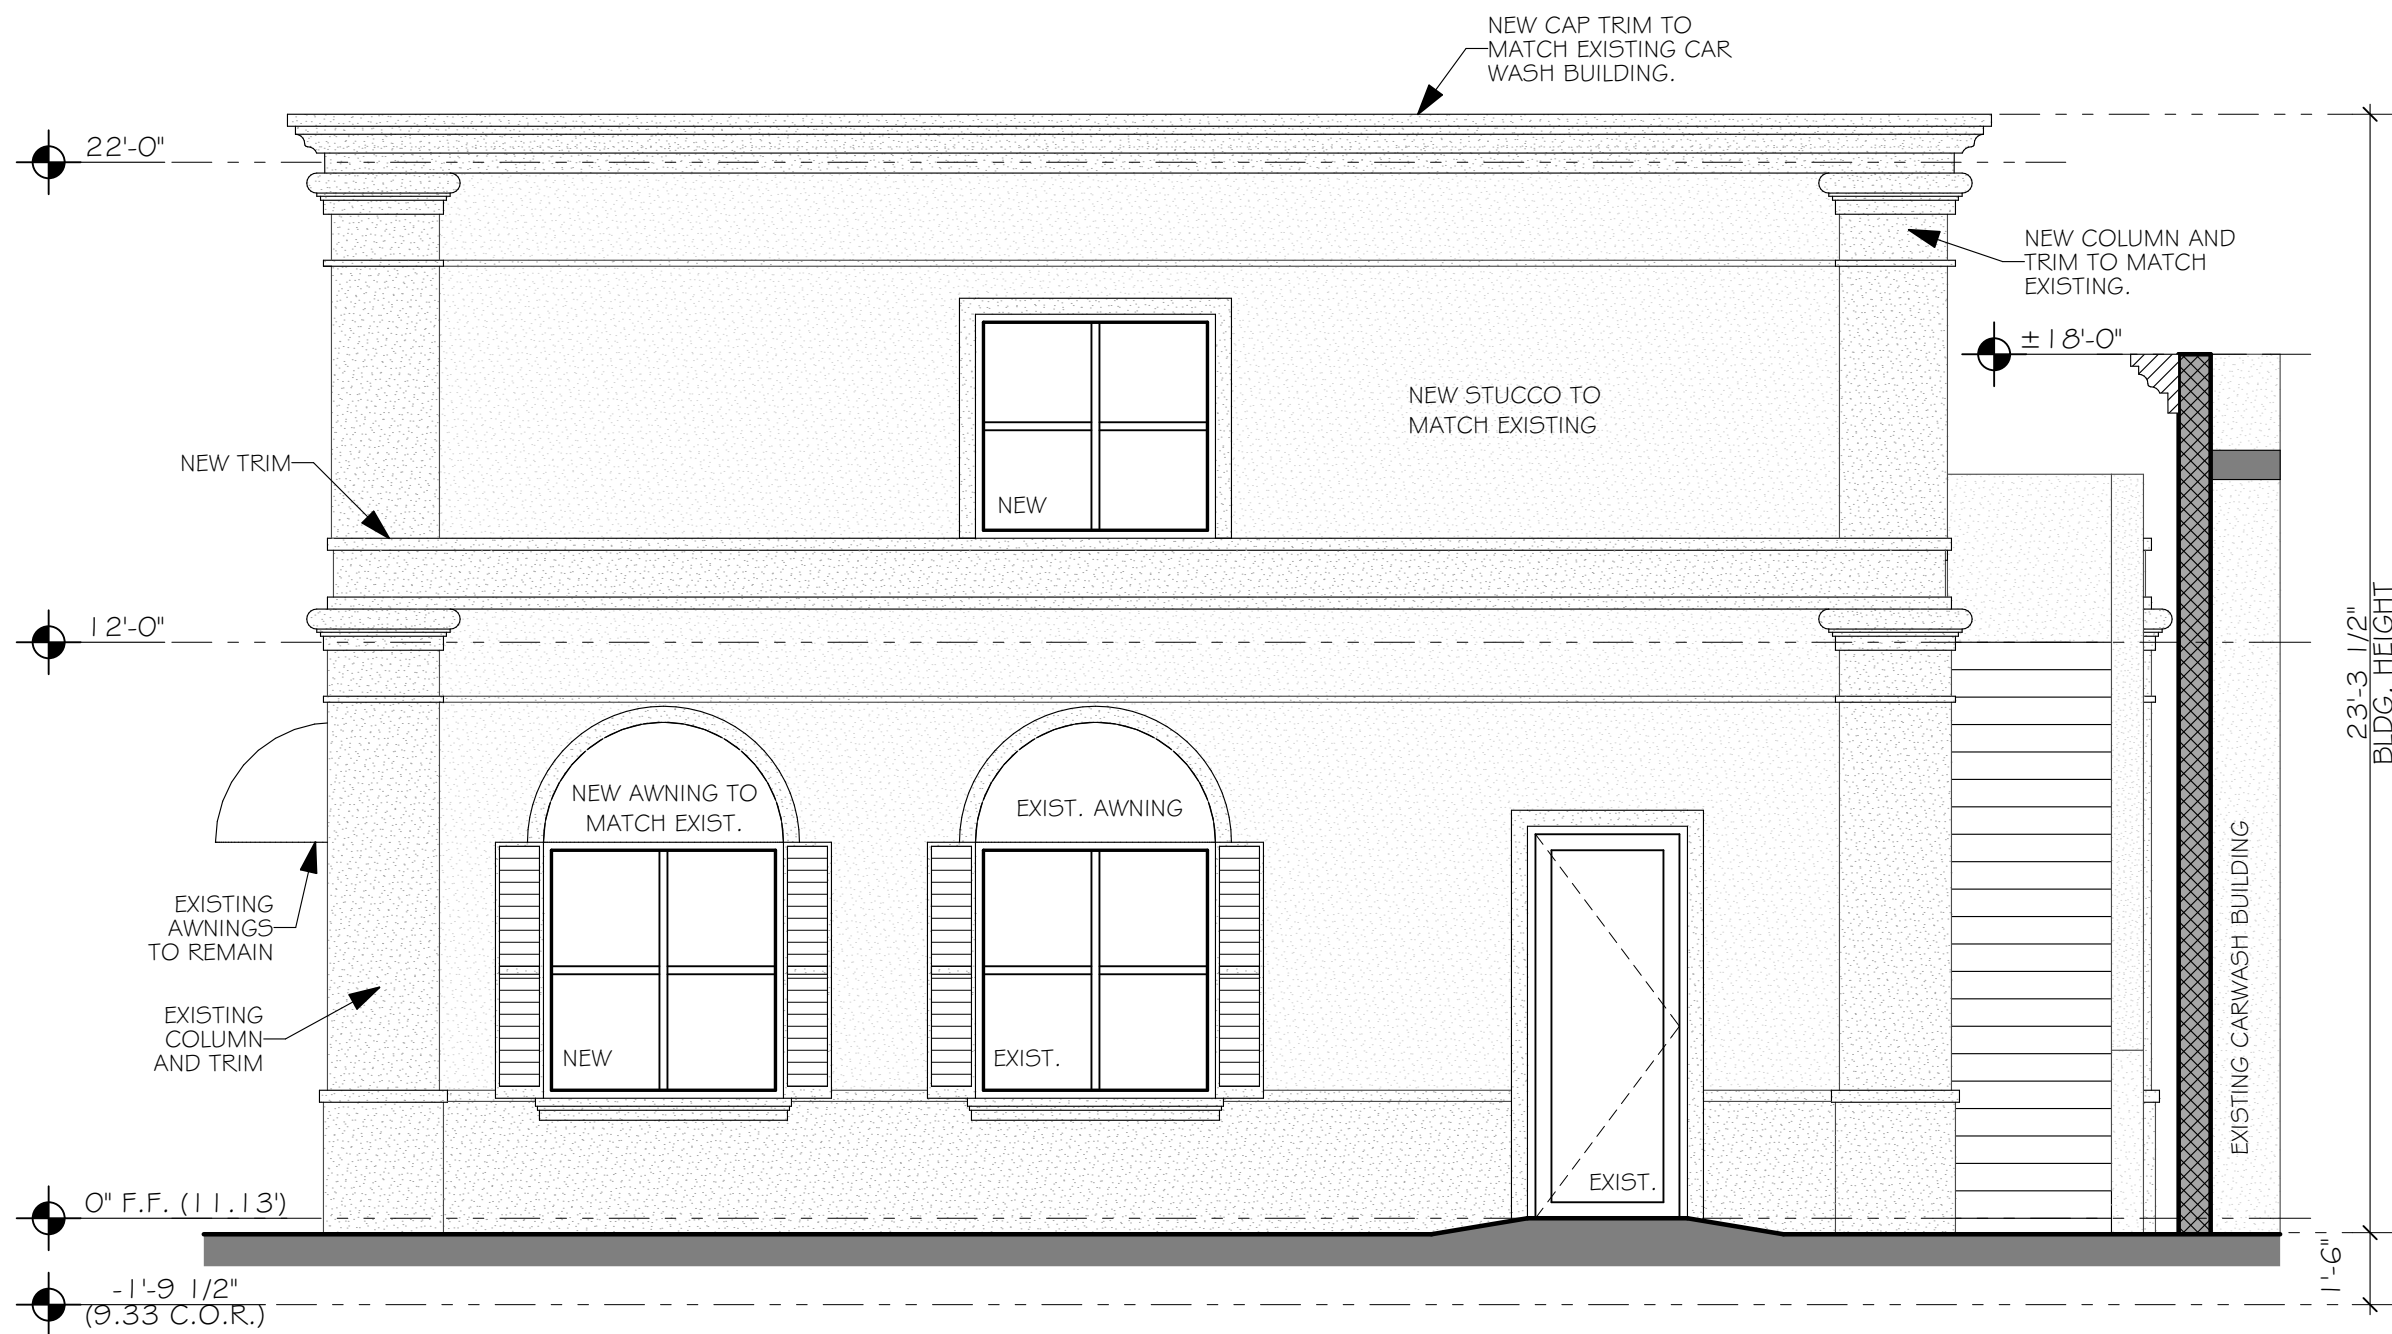 NEW CAP TRIM TO
MATCH EXISTING CAR
WASH BUILDING.
22'-0"
NEW COLUMN AND
TRIM TO MATCH
EXISTING.
±18'-0"
NEW STUCCO TO
MATCH EXISTING
NEW TRIM
NEW
12'-0"
23'-3 1/2"
BLDG. HEIGHT
NEW AWNING TO
MATCH EXIST.
EXIST. AWNING
EXISTING
AWNINGS
TO REMAIN
EXISTING CARWASH BUILDING
EXISTING
COLUMN
AND TRIM
NEW
EXIST.
EXIST.
0" F.F. (11.13')
1'-6"
-1'-9 1/2"
(9.33 C.O.R.)